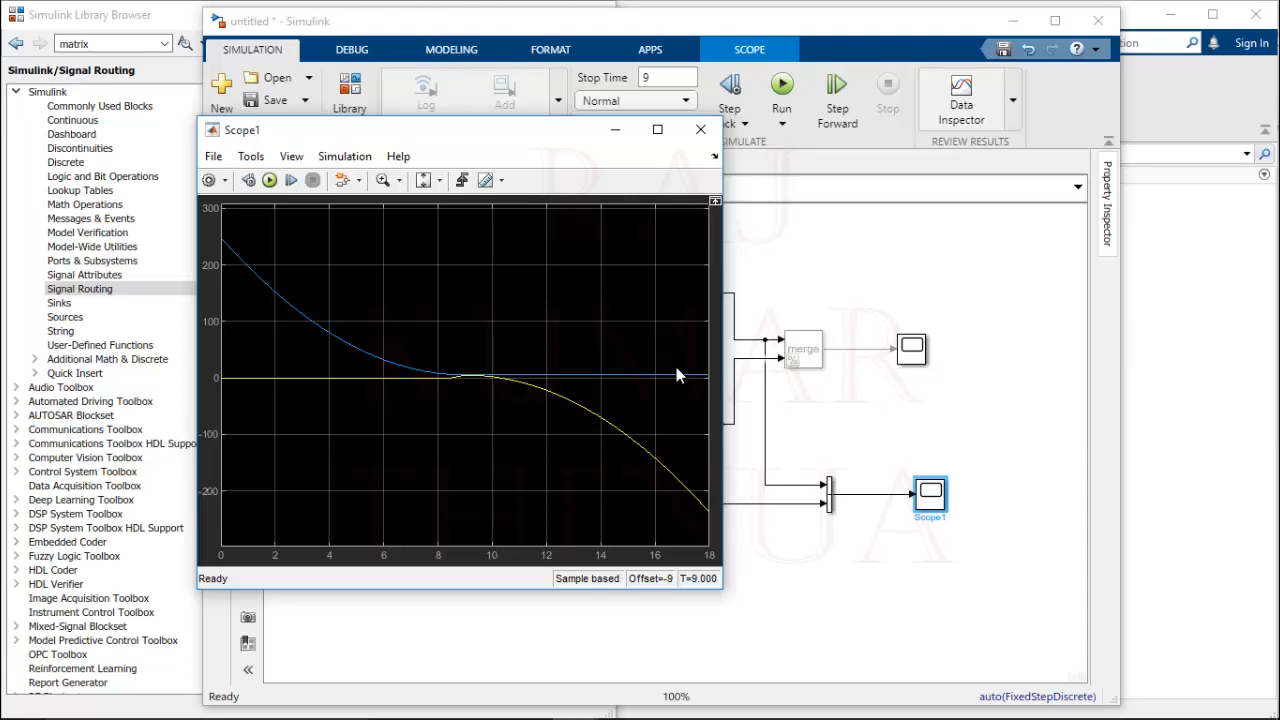 Simulink Library Browser
untitled * - Simulink
matrix
SIMULATION
DEBUG
MODELING
FORMAT
APPS
SCOPE
Sign In
Simulink/Signal Routing
Open
Save
New
Library
Log
Add
Stop Time
9
Normal
Step
Run
Step
Forward
Stop
Data
Inspector
REVIEW RESULTS
Property Inspector
Simulink
Commonly Used Blocks
Continuous
Dashboard
Discontinuities
Discrete
Logic and Bit Operations
Lookup Tables
Math Operations
Messages & Events
Model Verification
Model-Wide Utilities
Ports & Subsystems
Signal Attributes
Signal Routing
Sinks
Sources
String
User-Defined Functions
Additional Math & Discrete
Quick Insert
Audio Toolbox
Automated Driving Toolbox
AUTOSAR Blockset
Communications Toolbox
Communications Toolbox HDL Suppo
Computer Vision Toolbox
Control System Toolbox
Data Acquisition Toolbox
Deep Learning Toolbox
DSP System Toolbox
DSP System Toolbox HDL Support
Embedded Coder
Fuzzy Logic Toolbox
HDL Coder
HDL Verifier
Image Acquisition Toolbox
Instrument Control Toolbox
Mixed-Signal Blockset
Model Predictive Control Toolbox
OPC Toolbox
Reinforcement Learning
Report Generator
Scope1
File
Tools
View
Simulation
Help
300
200
100
0
-100
-200
0 2 4 6 8 10 12 14 16 18
Ready
Sample based
Offset=-9
T=9.000
merge
Scope1
RAJ
THENUA
Ready
100%
auto(FixedStepDiscrete)